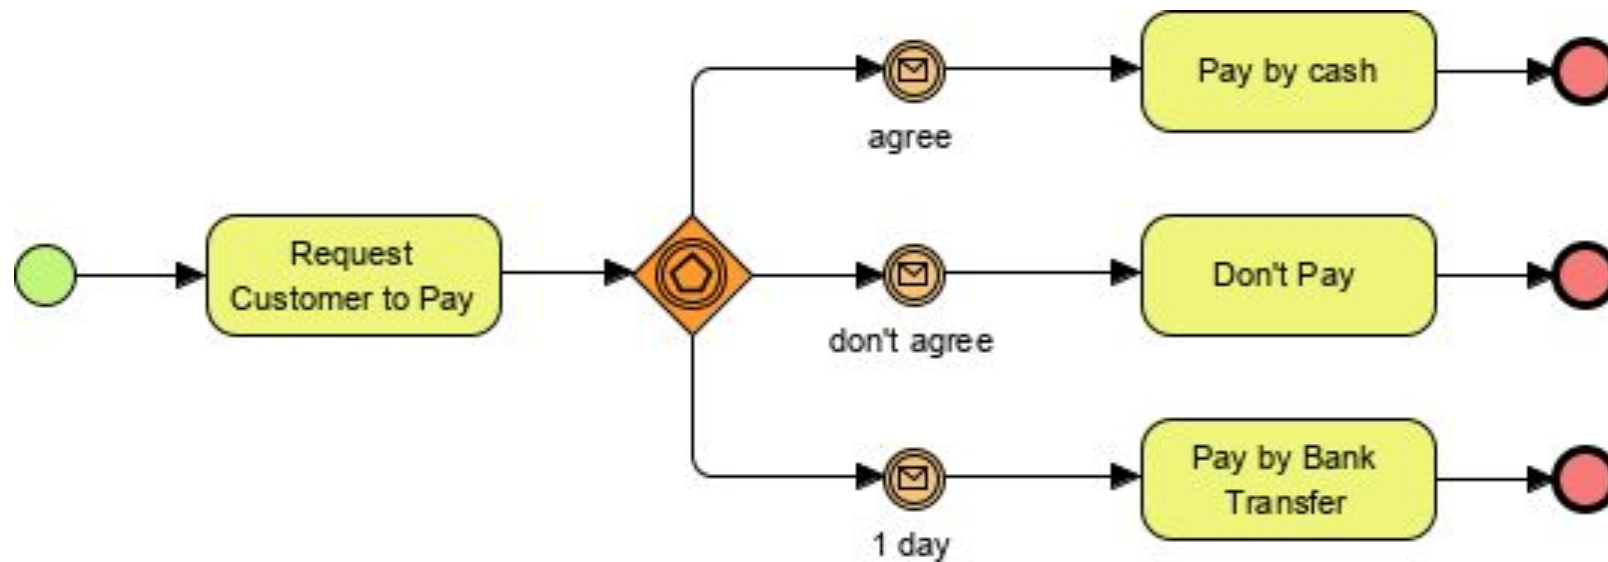 Pay by cash
agree
Request
Customer to Pay
Don't Pay
don't agree
Pay by Bank
Transfer
1 day